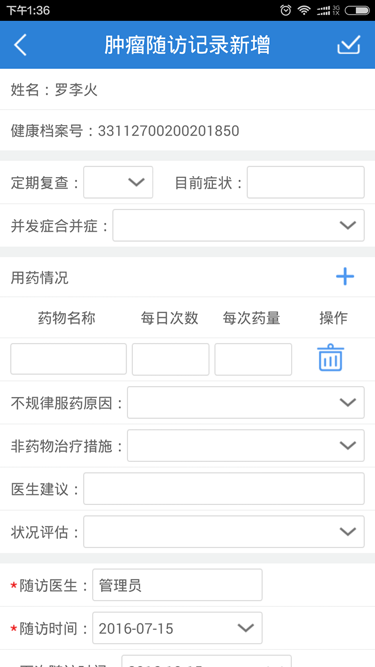 下午1:36
3G
1X
肿瘤随访记录新增
姓名：罗李火
健康档案号：33112700200201850
定期复查： 目前症状：
并发症合并症：
用药情况
药物名称 每日次数 每次药量 操作
不规律服药原因：
非药物治疗措施：
医生建议：
状况评估：
*随访医生：管理员
*随访时间：2016-07-15